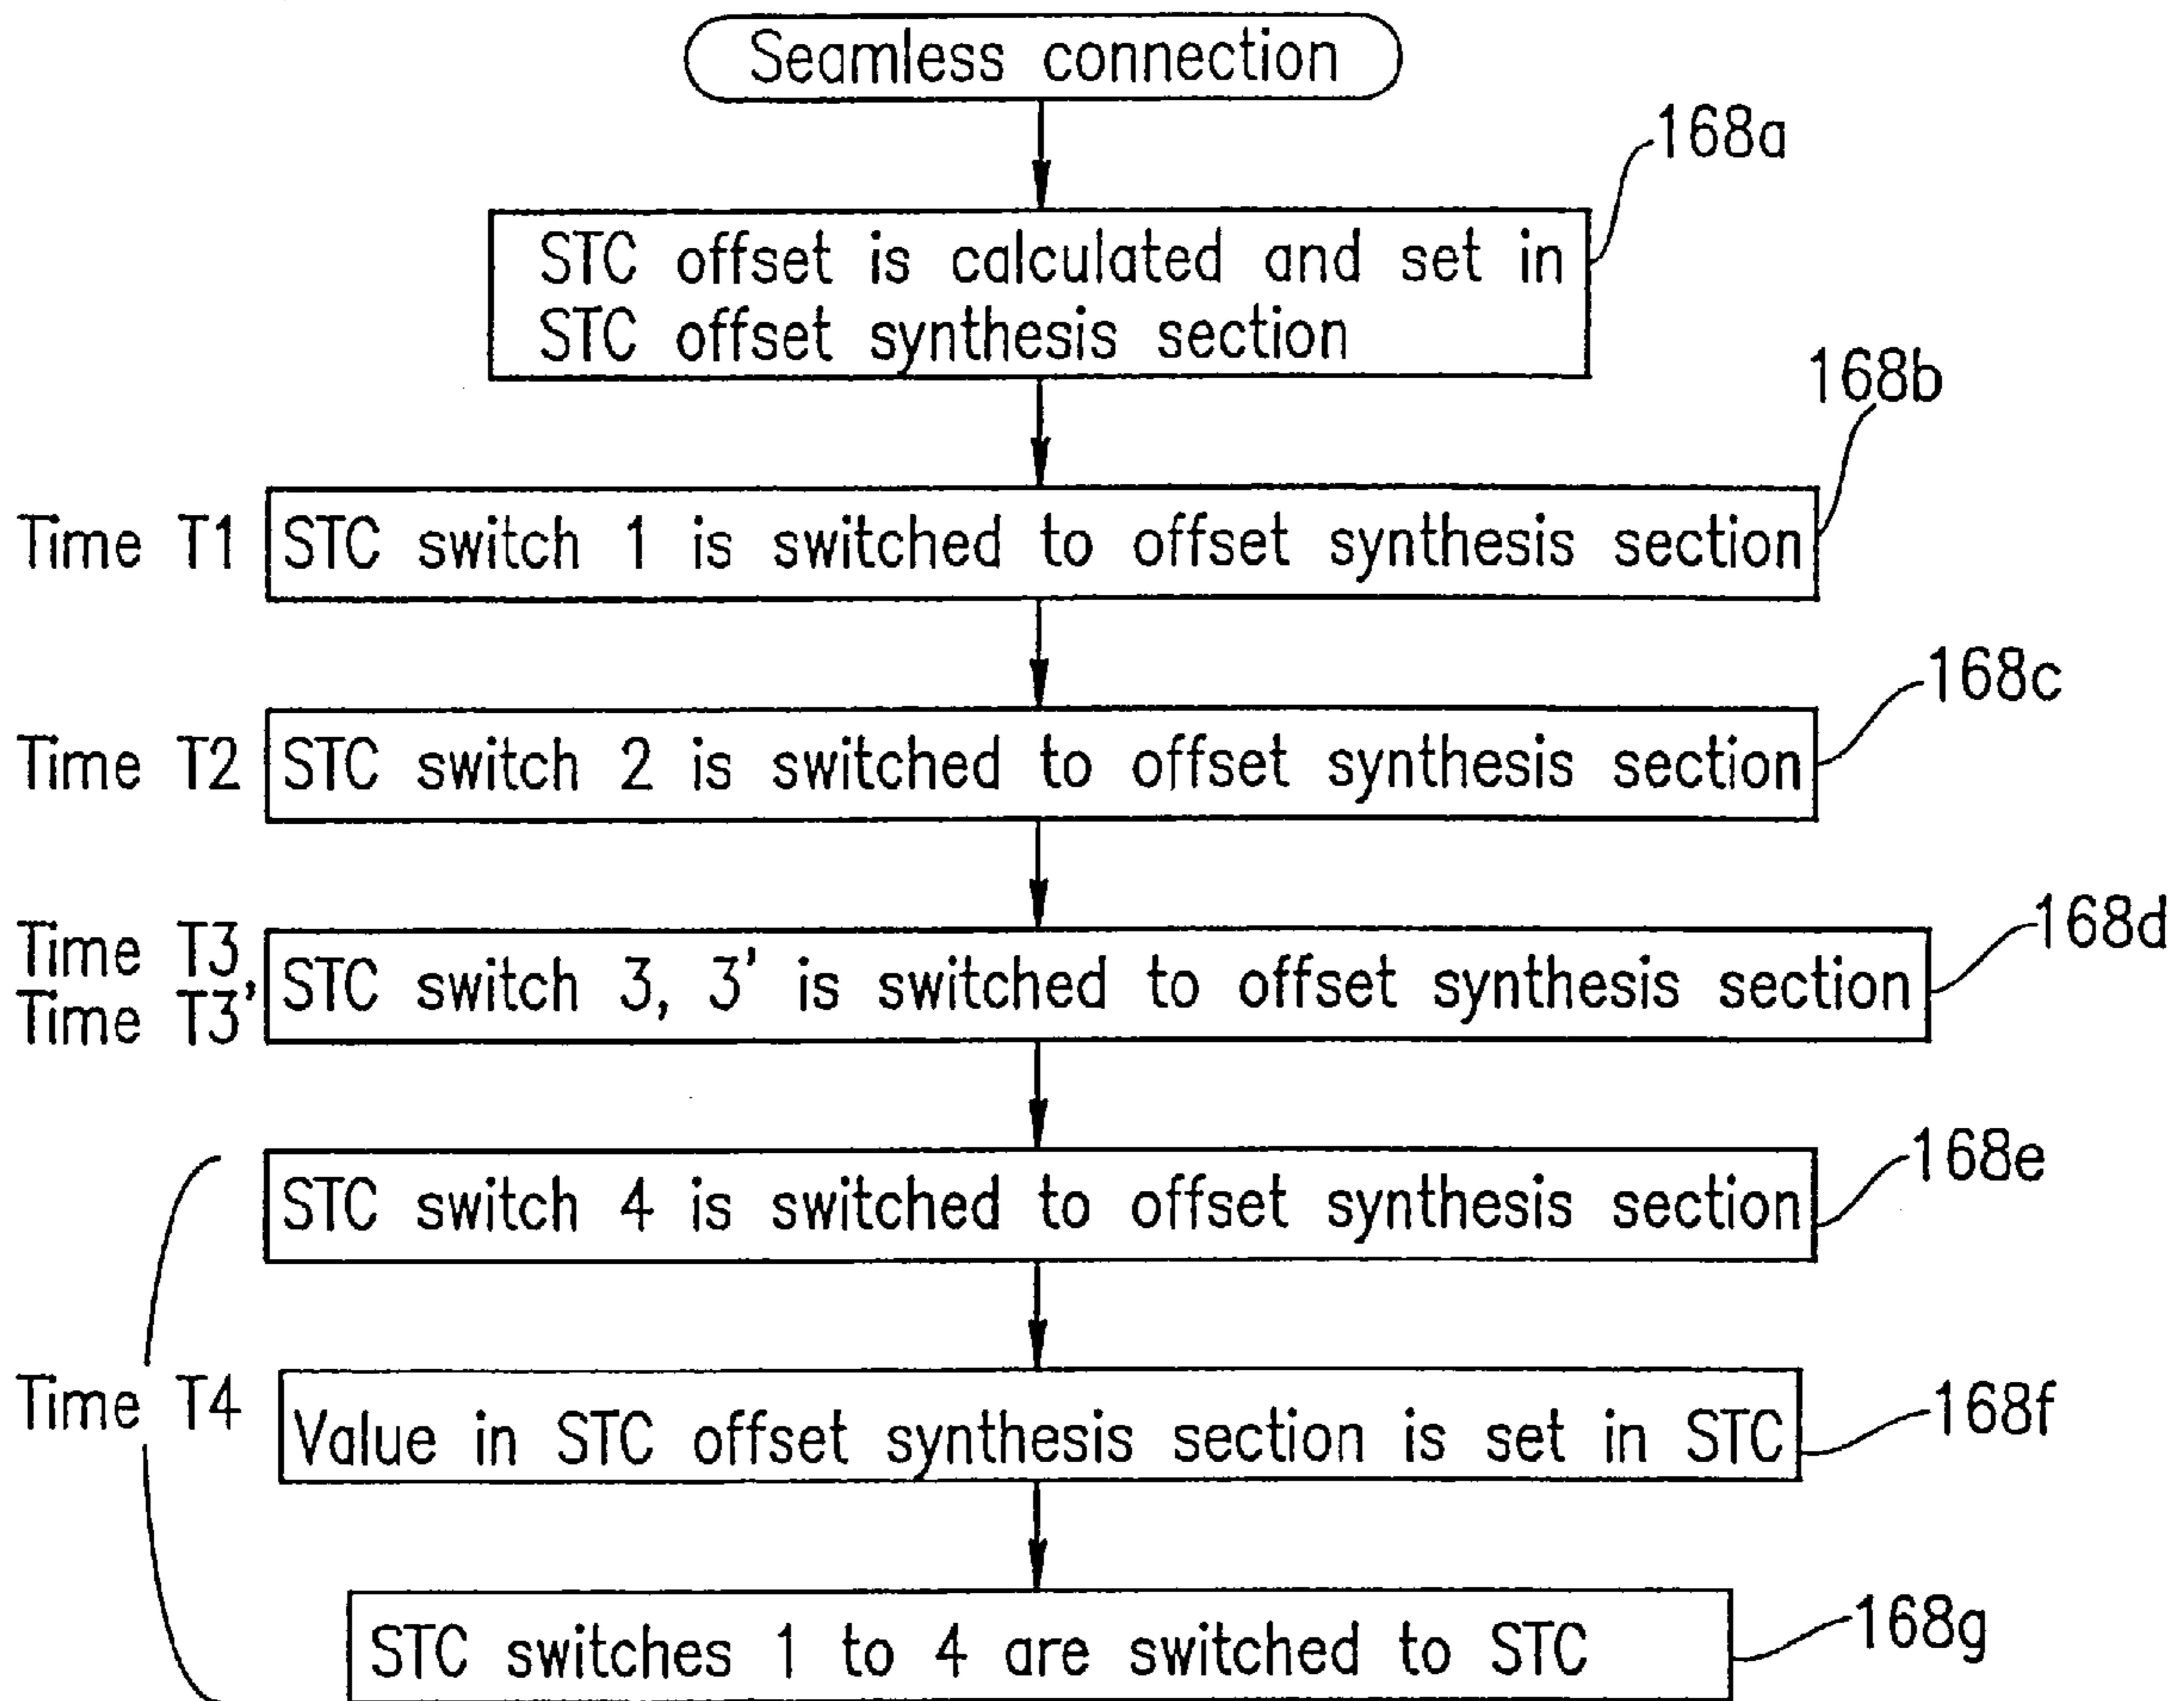 Seamless connection
168a
STC offset is calculated and set in
STC offset synthesis section
168b
Time T1
STC switch 1 is switched to offset synthesis section
168c
Time T2
STC switch 2 is switched to offset synthesis section
168d
Time T3,
Time T3'
STC switch 3, 3' is switched to offset synthesis section
168e
STC switch 4 is switched to offset synthesis section
Time T4
168f
Value in STC offset synthesis section is set in STC
168g
STC switches 1 to 4 are switched to STC